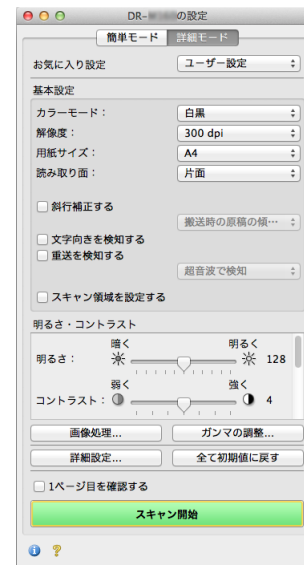 DR- の設定
簡単モード 詳細モード
お気に入り設定 ユーザー設定
基本設定
カラーモード： 白黒
解像度： 300 dpi
用紙サイズ： A4
読み取り面： 片面
斜行補正する
搬送時の原稿の傾…
文字向きを検知する
重送を検知する
超音波で検知
スキャン領域を設定する
明るさ・コントラスト
暗く 明るく
明るさ： 128
弱く 強く
コントラスト： 4
画像処理... ガンマの調整...
詳細設定... 全て初期値に戻す
1ページ目を確認する
スキャン開始